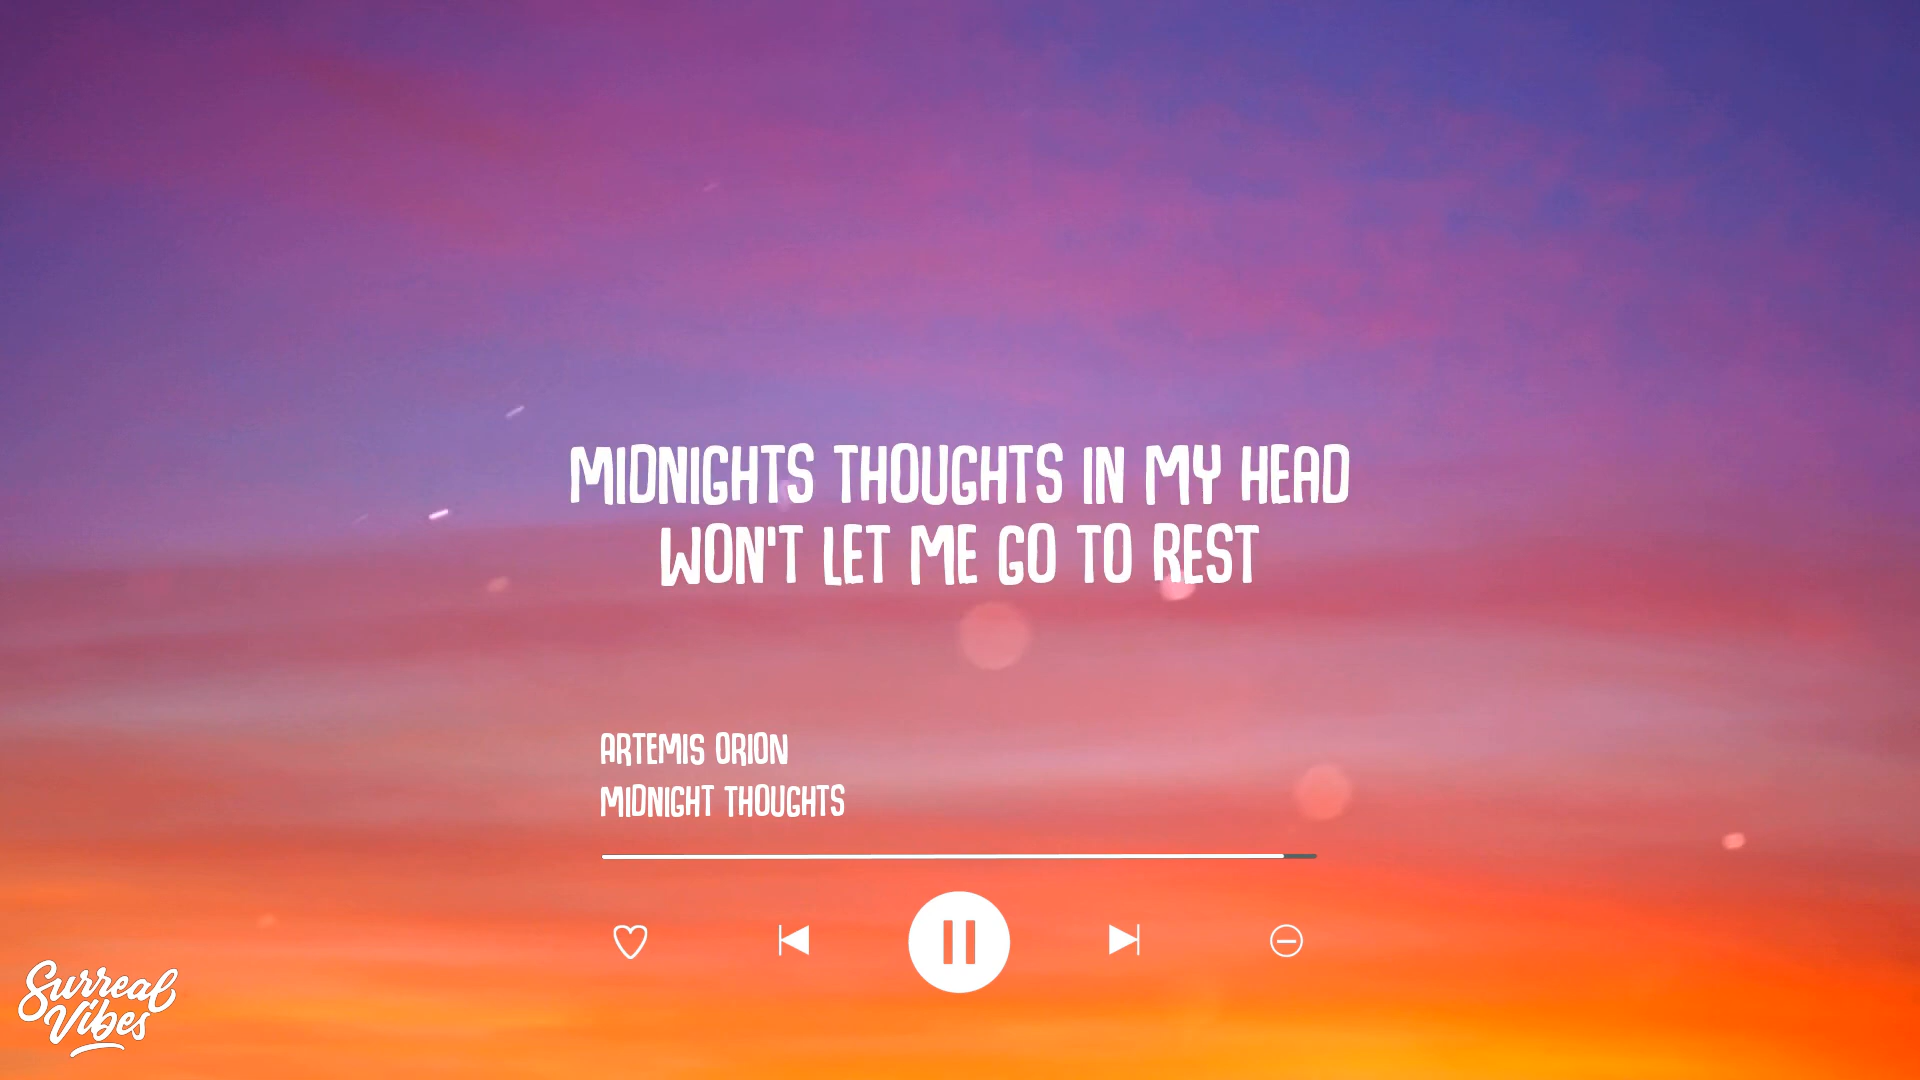 MIDNIGHTS THOUGHTS IN MY HEAD
WON'T LET ME GO TO REST
ARTEMIS ORION
MIDNIGHT THOUGHTS
Surreal
Vibes